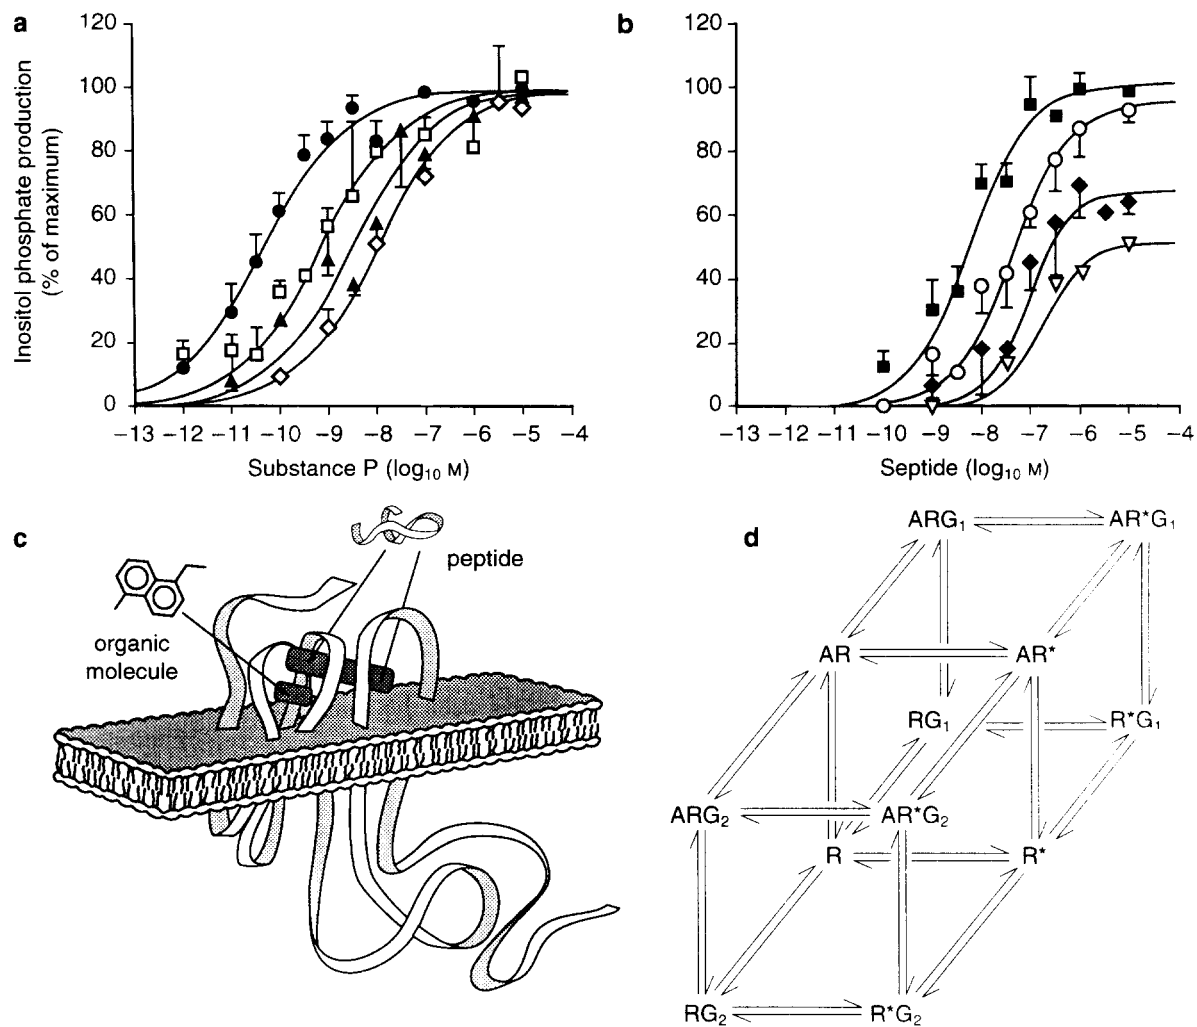 a
120
100
80
60
40
20
0
Inositol phosphate production
(% of maximum)
−13 −12 −11 −10 −9 −8 −7 −6 −5 −4
Substance P (log₁₀ M)
b
120
100
80
60
40
20
0
−13 −12 −11 −10 −9 −8 −7 −6 −5 −4
Septide (log₁₀ M)
c
peptide
organic
molecule
d
ARG₁ AR*G₁
AR AR*
RG₁ R*G₁
ARG₂ AR*G₂
R R*
RG₂ R*G₂